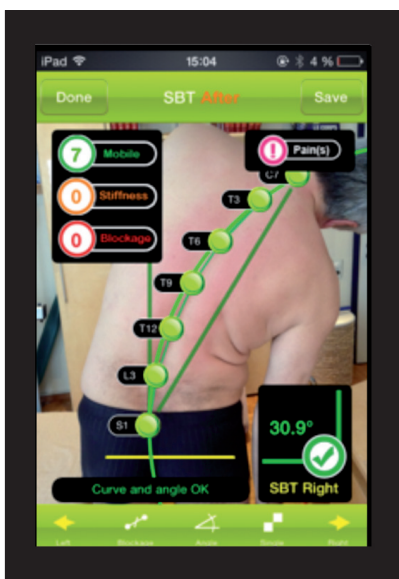 iPad 15:04 4 %
Done SBT After Save
7 Mobile
Pain(s)
0 Stiffness
0 Blockage
C7
T3
T6
T9
T12
L3
S1
30.9°
Curve and angle OK
SBT Right
Left Blockage Angle Single Right